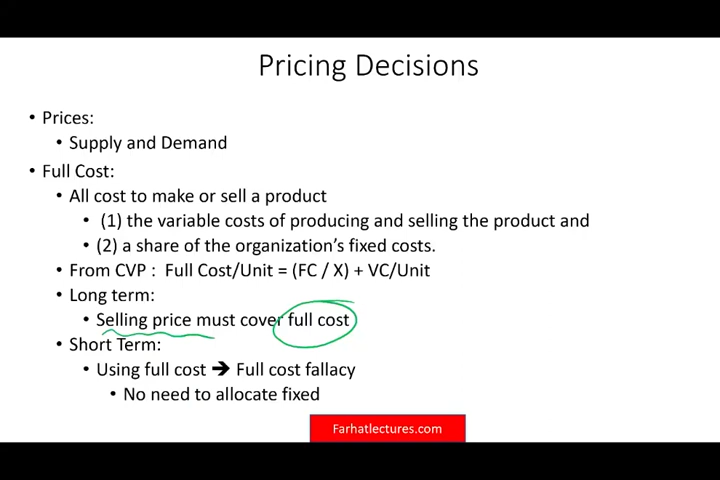 Pricing Decisions
• Prices:
• Supply and Demand
• Full Cost:
• All cost to make or sell a product
• (1) the variable costs of producing and selling the product and
• (2) a share of the organization's fixed costs.
• From CVP : Full Cost/Unit = (FC / X) + VC/Unit
• Long term:
• Selling price must cover full cost
• Short Term:
• Using full cost ➔ Full cost fallacy
• No need to allocate fixed
Farhatlectures.com